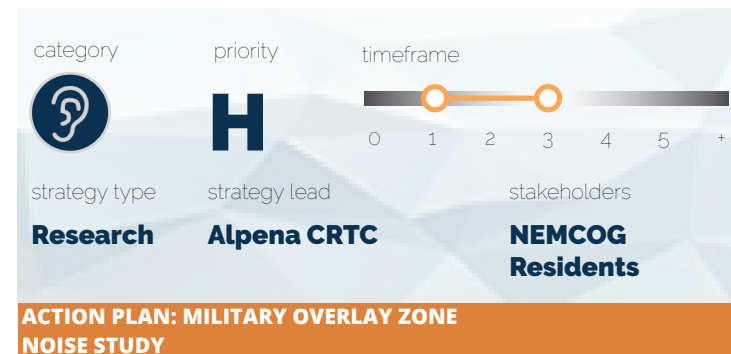 category priority timeframe
H
0 1 2 3 4 5 +
strategy type strategy lead stakeholders
Research Alpena CRTC NEMCOG
Residents
ACTION PLAN: MILITARY OVERLAY ZONE
NOISE STUDY